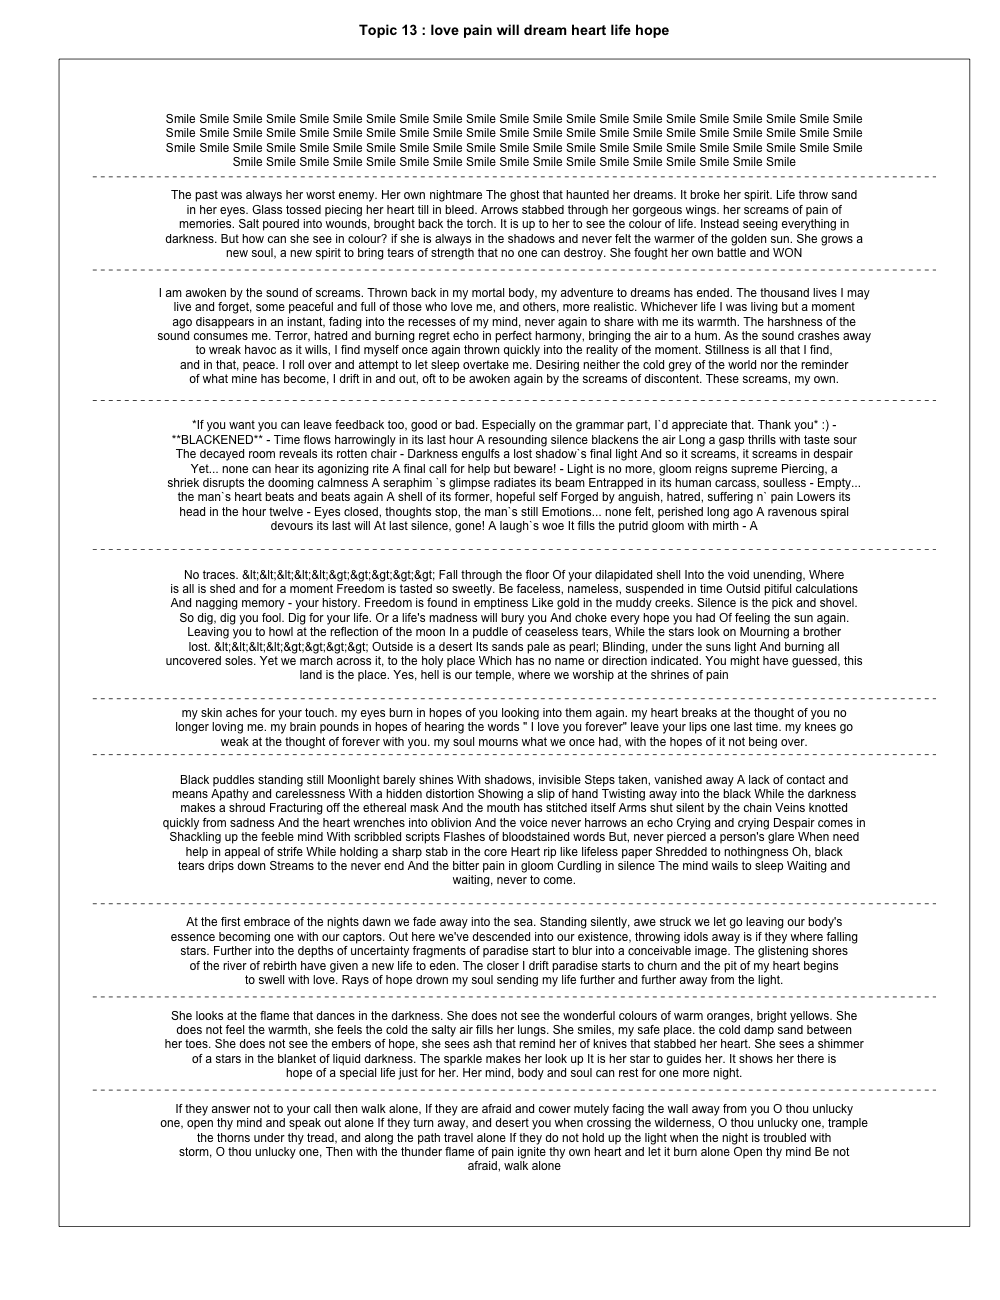 Topic 13 : love pain will dream heart life hope
Smile Smile Smile Smile Smile Smile Smile Smile Smile Smile Smile Smile Smile Smile Smile Smile Smile Smile Smile Smile Smile
Smile Smile Smile Smile Smile Smile Smile Smile Smile Smile Smile Smile Smile Smile Smile Smile Smile Smile Smile Smile Smile
Smile Smile Smile Smile Smile Smile Smile Smile Smile Smile Smile Smile Smile Smile Smile Smile Smile Smile Smile Smile Smile
Smile Smile Smile Smile Smile Smile Smile Smile Smile Smile Smile Smile Smile Smile Smile Smile Smile
The past was always her worst enemy. Her own nightmare The ghost that haunted her dreams. It broke her spirit. Life throw sand
in her eyes. Glass tossed piecing her heart till in bleed. Arrows stabbed through her gorgeous wings. her screams of pain of
memories. Salt poured into wounds, brought back the torch. It is up to her to see the colour of life. Instead seeing everything in
darkness. But how can she see in colour? if she is always in the shadows and never felt the warmer of the golden sun. She grows a
new soul, a new spirit to bring tears of strength that no one can destroy. She fought her own battle and WON
I am awoken by the sound of screams. Thrown back in my mortal body, my adventure to dreams has ended. The thousand lives I may
live and forget, some peaceful and full of those who love me, and others, more realistic. Whichever life I was living but a moment
ago disappears in an instant, fading into the recesses of my mind, never again to share with me its warmth. The harshness of the
sound consumes me. Terror, hatred and burning regret echo in perfect harmony, bringing the air to a hum. As the sound crashes away
to wreak havoc as it wills, I find myself once again thrown quickly into the reality of the moment. Stillness is all that I find,
and in that, peace. I roll over and attempt to let sleep overtake me. Desiring neither the cold grey of the world nor the reminder
of what mine has become, I drift in and out, oft to be awoken again by the screams of discontent. These screams, my own.
*If you want you can leave feedback too, good or bad. Especially on the grammar part, I`d appreciate that. Thank you* :) -
**BLACKENED** - Time flows harrowingly in its last hour A resounding silence blackens the air Long a gasp thrills with taste sour
The decayed room reveals its rotten chair - Darkness engulfs a lost shadow`s final light And so it screams, it screams in despair
Yet... none can hear its agonizing rite A final call for help but beware! - Light is no more, gloom reigns supreme Piercing, a
shriek disrupts the dooming calmness A seraphim `s glimpse radiates its beam Entrapped in its human carcass, soulless - Empty...
the man`s heart beats and beats again A shell of its former, hopeful self Forged by anguish, hatred, suffering n` pain Lowers its
head in the hour twelve - Eyes closed, thoughts stop, the man`s still Emotions... none felt, perished long ago A ravenous spiral
devours its last will At last silence, gone! A laugh`s woe It fills the putrid gloom with mirth - A
No traces. &lt;&lt;&lt;&lt;&lt;&gt;&gt;&gt;&gt;&gt; Fall through the floor Of your dilapidated shell Into the void unending, Where
is all is shed and for a moment Freedom is tasted so sweetly. Be faceless, nameless, suspended in time Outsid pitiful calculations
And nagging memory - your history. Freedom is found in emptiness Like gold in the muddy creeks. Silence is the pick and shovel.
So dig, dig you fool. Dig for your life. Or a life's madness will bury you And choke every hope you had Of feeling the sun again.
Leaving you to howl at the reflection of the moon In a puddle of ceaseless tears, While the stars look on Mourning a brother
lost. &lt;&lt;&lt;&lt;&gt;&gt;&gt;&gt; Outside is a desert Its sands pale as pearl; Blinding, under the suns light And burning all
uncovered soles. Yet we march across it, to the holy place Which has no name or direction indicated. You might have guessed, this
land is the place. Yes, hell is our temple, where we worship at the shrines of pain
my skin aches for your touch. my eyes burn in hopes of you looking into them again. my heart breaks at the thought of you no
longer loving me. my brain pounds in hopes of hearing the words " I love you forever" leave your lips one last time. my knees go
weak at the thought of forever with you. my soul mourns what we once had, with the hopes of it not being over.
Black puddles standing still Moonlight barely shines With shadows, invisible Steps taken, vanished away A lack of contact and
means Apathy and carelessness With a hidden distortion Showing a slip of hand Twisting away into the black While the darkness
makes a shroud Fracturing off the ethereal mask And the mouth has stitched itself Arms shut silent by the chain Veins knotted
quickly from sadness And the heart wrenches into oblivion And the voice never harrows an echo Crying and crying Despair comes in
Shackling up the feeble mind With scribbled scripts Flashes of bloodstained words But, never pierced a person's glare When need
help in appeal of strife While holding a sharp stab in the core Heart rip like lifeless paper Shredded to nothingness Oh, black
tears drips down Streams to the never end And the bitter pain in gloom Curdling in silence The mind wails to sleep Waiting and
waiting, never to come.
At the first embrace of the nights dawn we fade away into the sea. Standing silently, awe struck we let go leaving our body's
essence becoming one with our captors. Out here we've descended into our existence, throwing idols away is if they where falling
stars. Further into the depths of uncertainty fragments of paradise start to blur into a conceivable image. The glistening shores
of the river of rebirth have given a new life to eden. The closer I drift paradise starts to churn and the pit of my heart begins
to swell with love. Rays of hope drown my soul sending my life further and further away from the light.
She looks at the flame that dances in the darkness. She does not see the wonderful colours of warm oranges, bright yellows. She
does not feel the warmth, she feels the cold the salty air fills her lungs. She smiles, my safe place. the cold damp sand between
her toes. She does not see the embers of hope, she sees ash that remind her of knives that stabbed her heart. She sees a shimmer
of a stars in the blanket of liquid darkness. The sparkle makes her look up It is her star to guides her. It shows her there is
hope of a special life just for her. Her mind, body and soul can rest for one more night.
If they answer not to your call then walk alone, If they are afraid and cower mutely facing the wall away from you O thou unlucky
one, open thy mind and speak out alone If they turn away, and desert you when crossing the wilderness, O thou unlucky one, trample
the thorns under thy tread, and along the path travel alone If they do not hold up the light when the night is troubled with
storm, O thou unlucky one, Then with the thunder flame of pain ignite thy own heart and let it burn alone Open thy mind Be not
afraid, walk alone